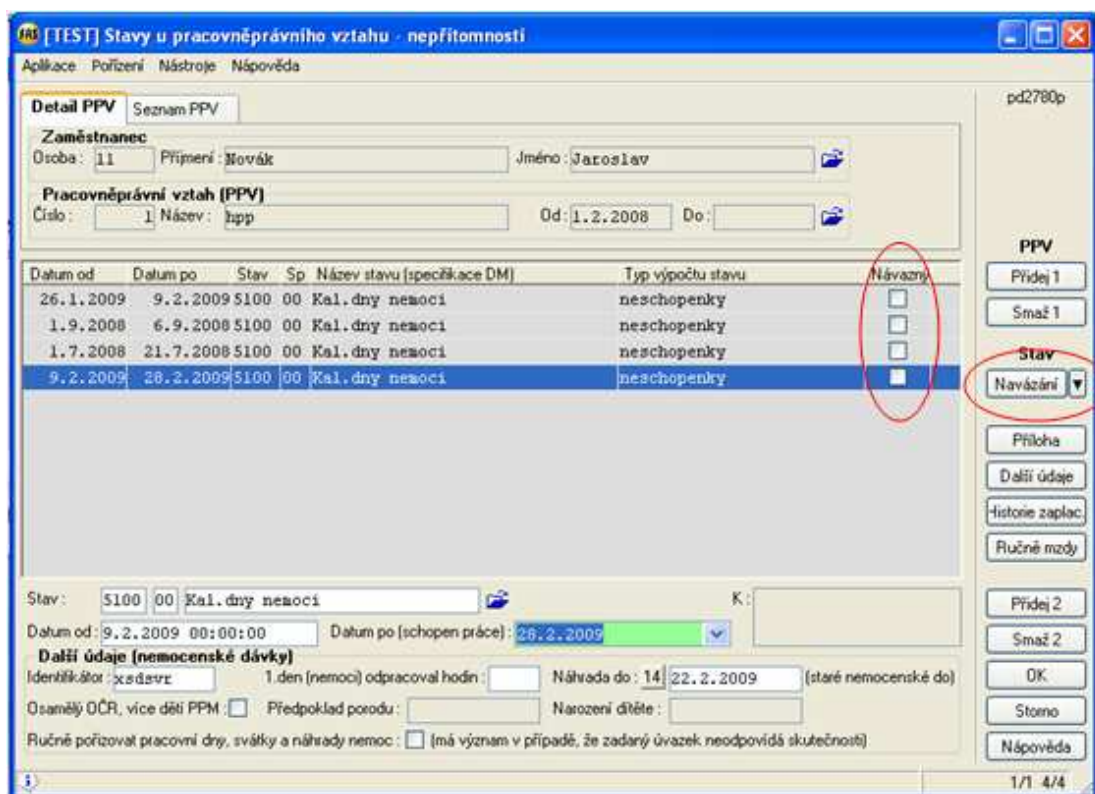 [TEST] Stavy u pracovněprávního vztahu - nepřítomnosti
Aplikace Pořízení Nástroje Nápověda
pd2780p
Detail PPV Seznam PPV
Zaměstnanec
Osoba : 11 Příjmení : Novák Jméno : Jaroslav
Pracovněprávní vztah (PPV)
Číslo : 1 Název : hpp Od : 1.2.2008 Do :
Datum od Datum po Stav Sp Název stavu (specifikace DM) Typ výpočtu stavu Návazný
26.1.2009 9.2.2009 5100 00 Kal.dny nemoci neschopenky
1.9.2008 6.9.2008 5100 00 Kal.dny nemoci neschopenky
1.7.2008 21.7.2008 5100 00 Kal.dny nemoci neschopenky
9.2.2009 28.2.2009 5100 00 Kal.dny nemoci neschopenky
PPV
Přidej 1
Smaž 1
Stav
Navázání
Příloha
Další údaje
Historie zaplac.
Ručně mzdy
Přidej 2
Smaž 2
OK
Storno
Nápověda
Stav : 5100 00 Kal.dny nemoci K :
Datum od : 9.2.2009 00:00:00 Datum po (schopen práce) : 28.2.2009
Další údaje (nemocenské dávky)
Identifikátor : xsdsvr 1.den (nemoci) odpracoval hodin : Náhrada do : 14 22.2.2009 (staré nemocenské do)
Osamělý OČR, více dětí PPM : Předpoklad porodu : Narození dítěte :
Ručně pořizovat pracovní dny, svátky a náhrady nemoc : (má význam v případě, že zadaný úvazek neodpovídá skutečnosti)
1/1 4/4